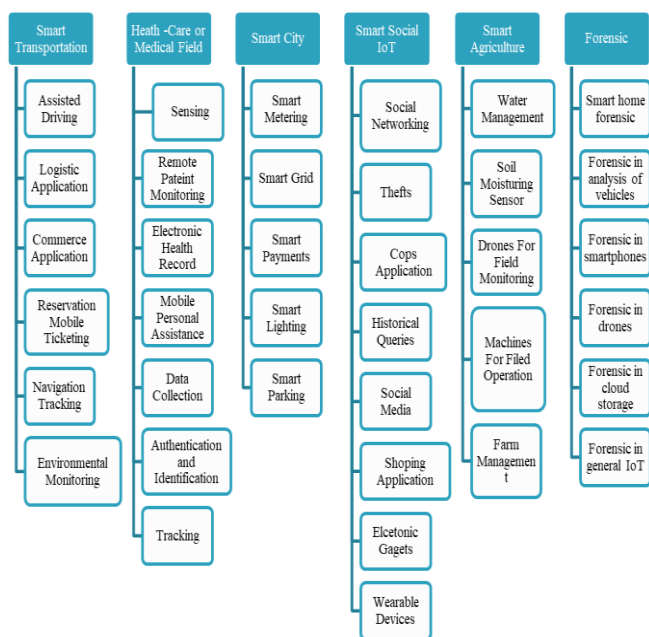 Smart
Transportation
Assisted
Driving
Logistic
Application
Commerce
Application
Reservation
Mobile
Ticketing
Navigation
Tracking
Environmental
Monitoring
Heath -Care or
Medical Field
Sensing
Remote
Pateint
Monitoring
Electronic
Health
Record
Mobile
Personal
Assistance
Data
Collection
Authentication
and
Identification
Tracking
Smart City
Smart
Metering
Smart Grid
Smart
Payments
Smart
Lighting
Smart
Parking
Smart Social
IoT
Social
Networking
Thefts
Cops
Application
Historical
Queries
Social
Media
Shoping
Application
Elcetonic
Gagets
Wearable
Devices
Smart
Agriculture
Water
Management
Soil
Moisturing
Sensor
Drones For
Field
Monitoring
Machines
For Filed
Operation
Farm
Managemen
t
Forensic
Smart home
forensic
Forensic in
analysis of
vehicles
Forensic in
smartphones
Forensic in
drones
Forensic in
cloud
storage
Forensic in
general IoT